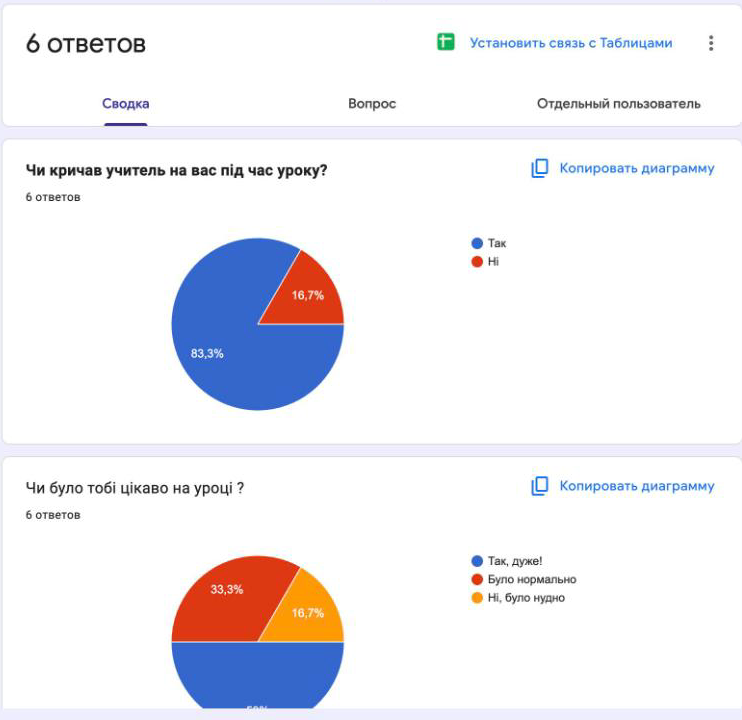 6 ответов
Установить связь с Таблицами
Сводка
Вопрос
Отдельный пользователь
Чи кричав учитель на вас під час уроку?
Копировать диаграмму
6 ответов
Так
Ні
16,7%
83,3%
Чи було тобі цікаво на уроці ?
Копировать диаграмму
6 ответов
Так, дуже!
Було нормально
Ні, було нудно
33,3%
16,7%